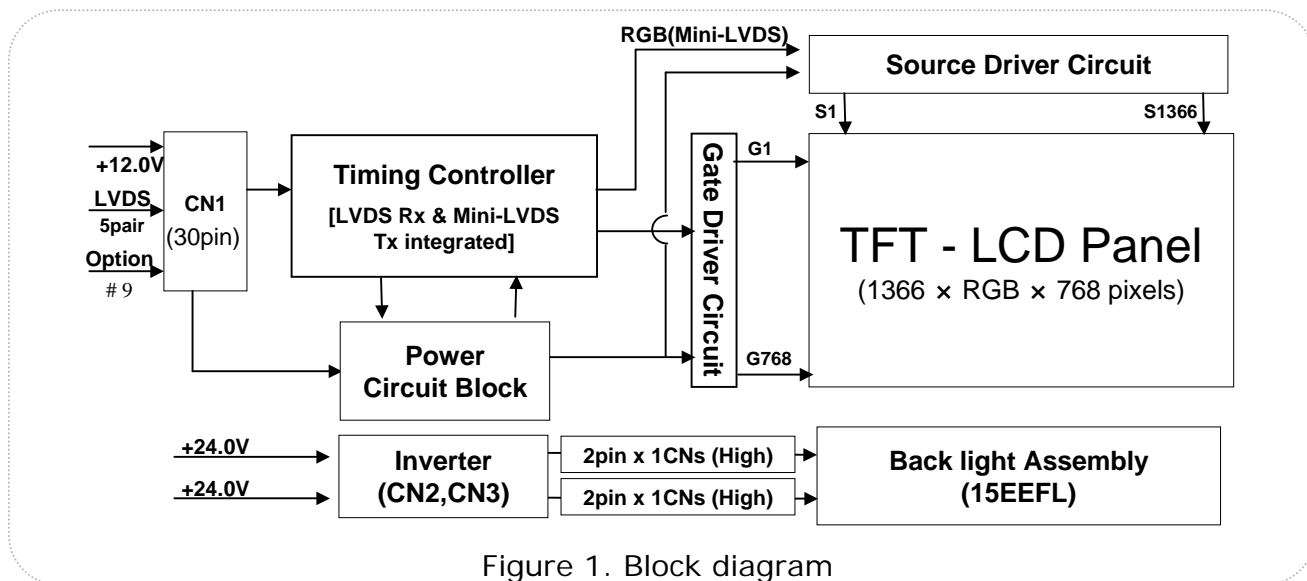 RGB(Mini-LVDS)
Source Driver Circuit
S1
S1366
+12.0V
LVDS
5pair
Option
# 9
CN1
(30pin)
Timing Controller
[LVDS Rx & Mini-LVDS
Tx integrated]
Gate Driver Circuit
G1
G768
TFT - LCD Panel
(1366 × RGB × 768 pixels)
Power
Circuit Block
+24.0V
+24.0V
Inverter
(CN2,CN3)
2pin x 1CNs (High)
2pin x 1CNs (High)
Back light Assembly
(15EEFL)
Figure 1. Block diagram